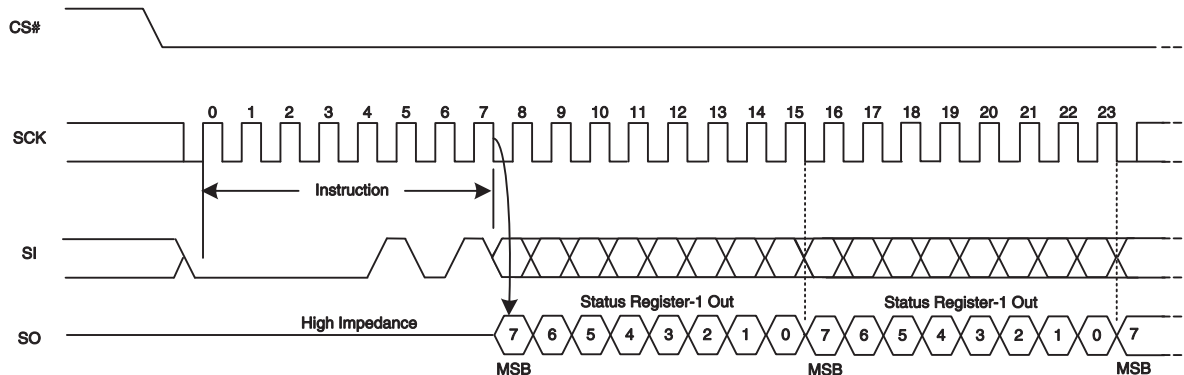 CS#
0 1 2 3 4 5 6 7 8 9 10 11 12 13 14 15 16 17 18 19 20 21 22 23
SCK
Instruction
SI
Status Register-1 Out Status Register-1 Out
High Impedance
SO
7 6 5 4 3 2 1 0 7 6 5 4 3 2 1 0 7
MSB MSB MSB